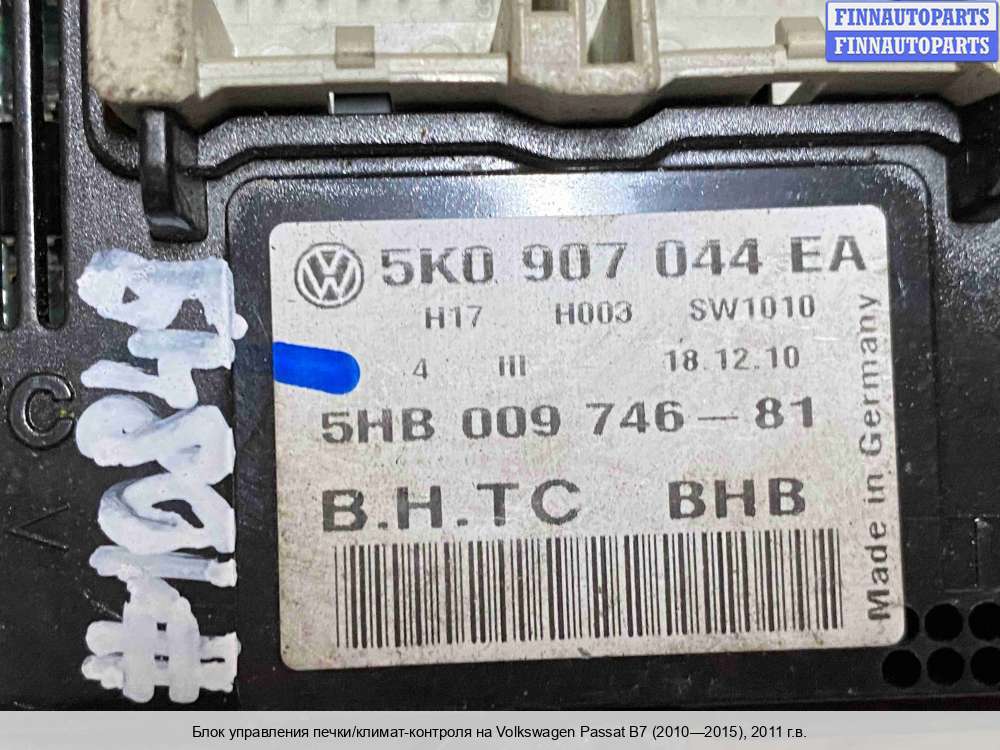 FINNAUTOPARTS
FINNAUTOPARTS
5K0 907 044 EA
H17 H003 SW1010
4 III 18.12.10
5HB 009 746-81
B.H.TC BHB
Made in Germany
#108445
C
Блок управления печки/климат-контроля на Volkswagen Passat B7 (2010—2015), 2011 г.в.